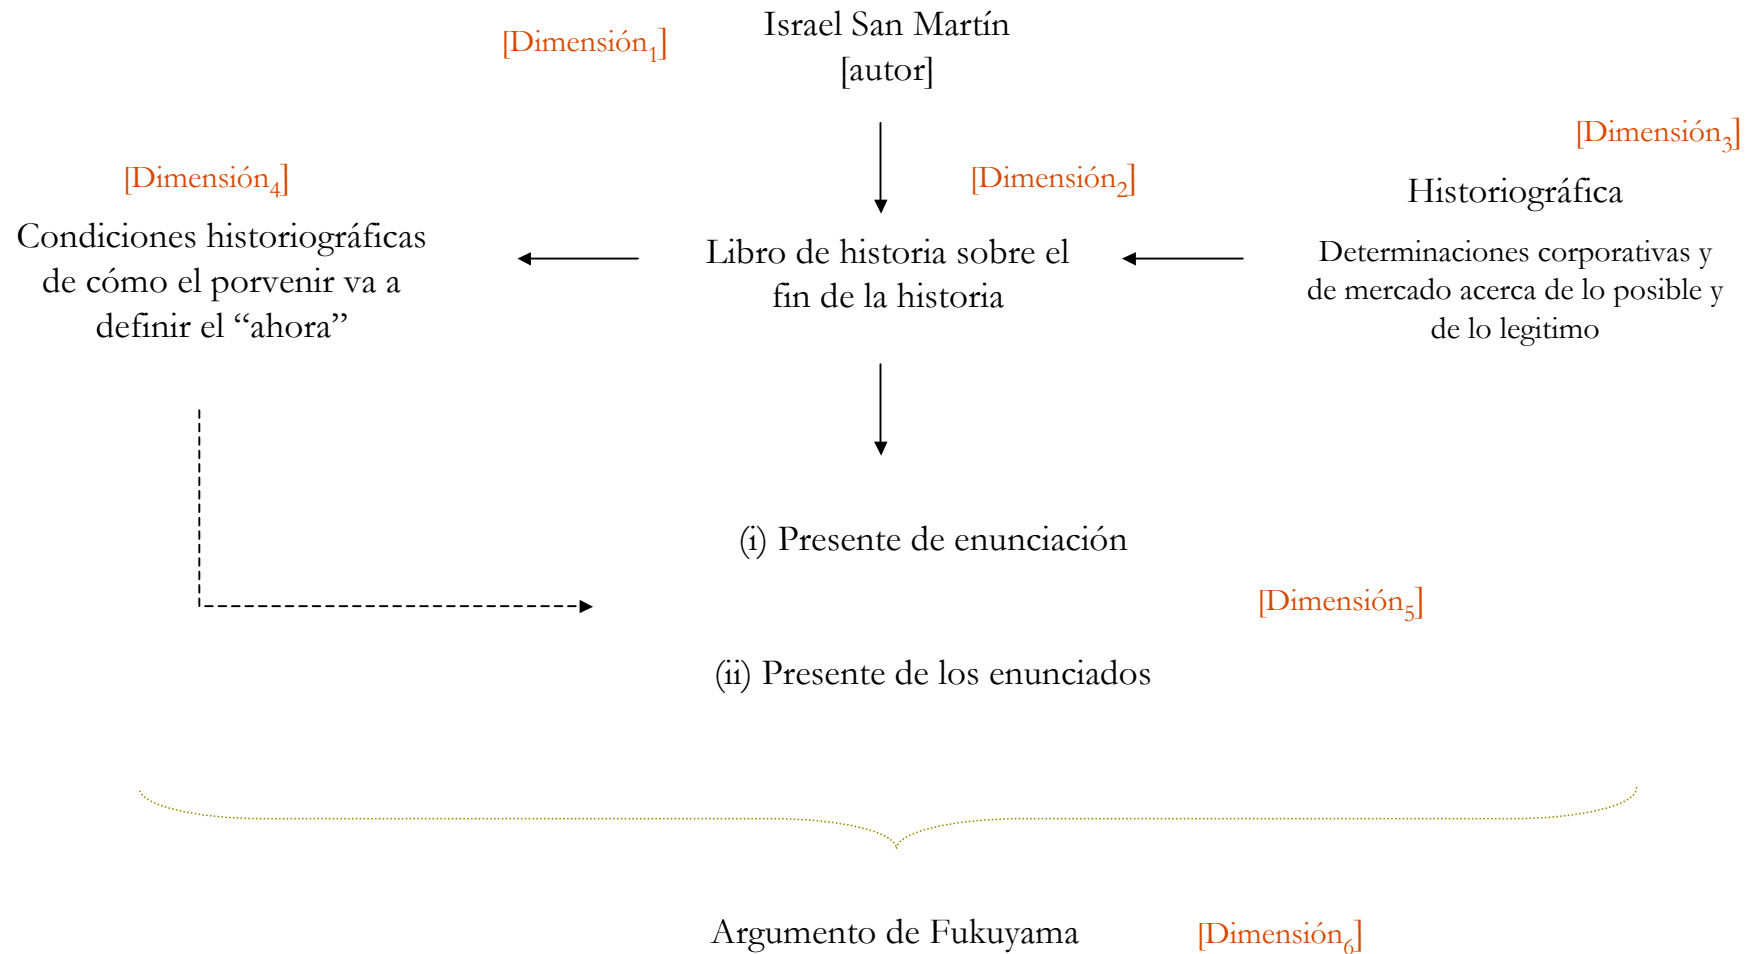 Israel San Martín
[Dimensión1]
[autor]
[Dimensión3]
[Dimensión4]
[Dimensión2]
Historiográfica
Condiciones historiográficas
de cómo el porvenir va a
definir el “ahora”
Libro de historia sobre el
fin de la historia
Determinaciones corporativas y
de mercado acerca de lo posible y
de lo legitimo
(i) Presente de enunciación
[Dimensión5]
(ii) Presente de los enunciados
Argumento de Fukuyama
[Dimensión6]